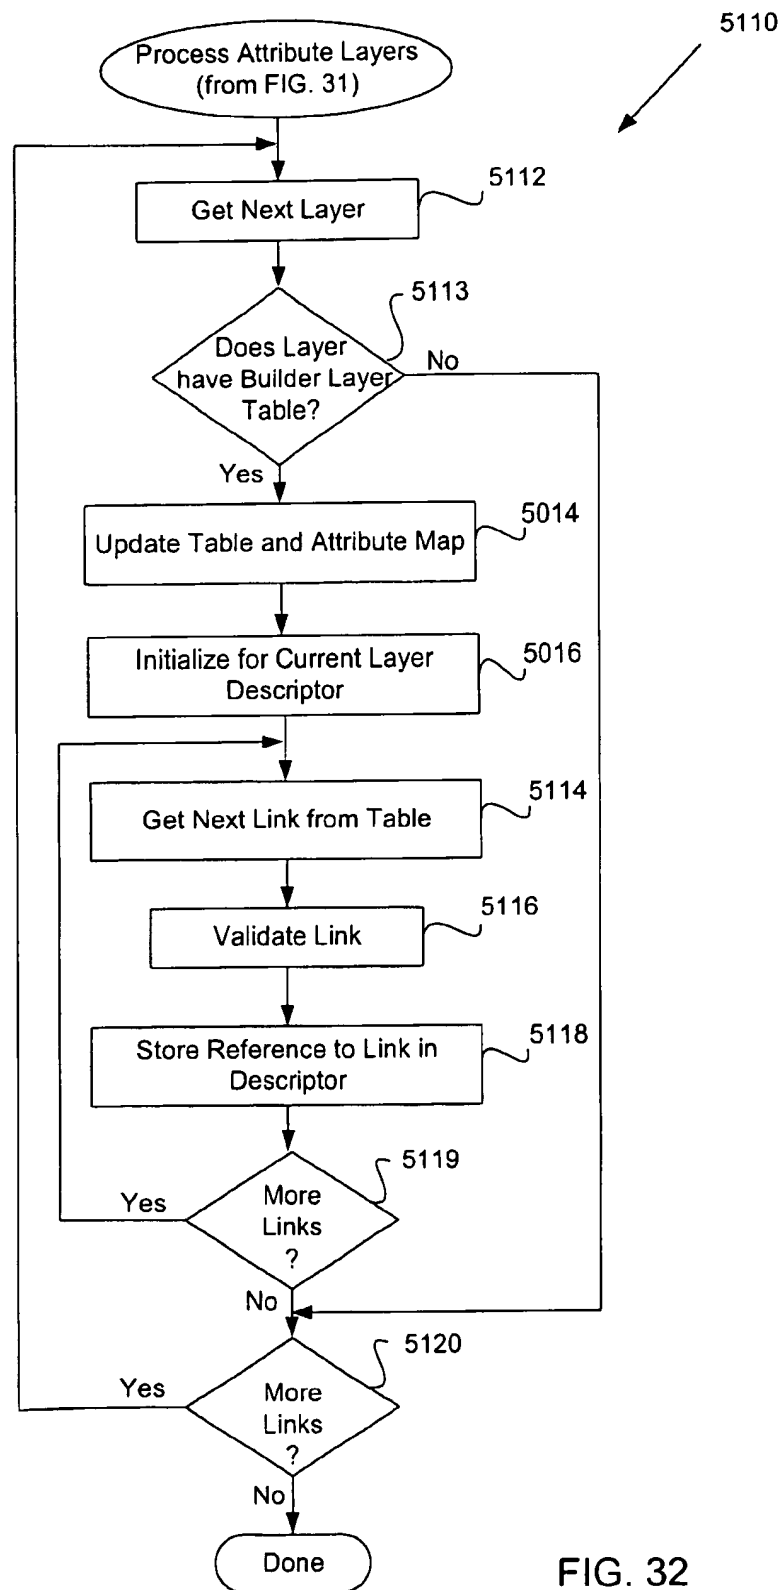 5110
Process Attribute Layers
(from FIG. 31)
5112
Get Next Layer
5113
Does Layer
have Builder Layer
Table?
No
Yes
5014
Update Table and Attribute Map
5016
Initialize for Current Layer
Descriptor
5114
Get Next Link from Table
5116
Validate Link
5118
Store Reference to Link in
Descriptor
5119
Yes
More
Links
?
No
5120
Yes
More
Links
?
No
Done
FIG. 32